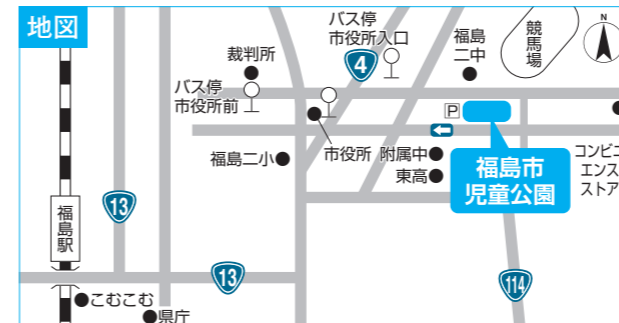 地図
バス停
市役所入口
福島
二中
競馬場
N
裁判所
4
バス停
市役所前
P
福島二小
市役所
附属中
東高
福島市
児童公園
コンビニ
エンス
ストア
13
福島駅
13
114
こむこむ
県庁